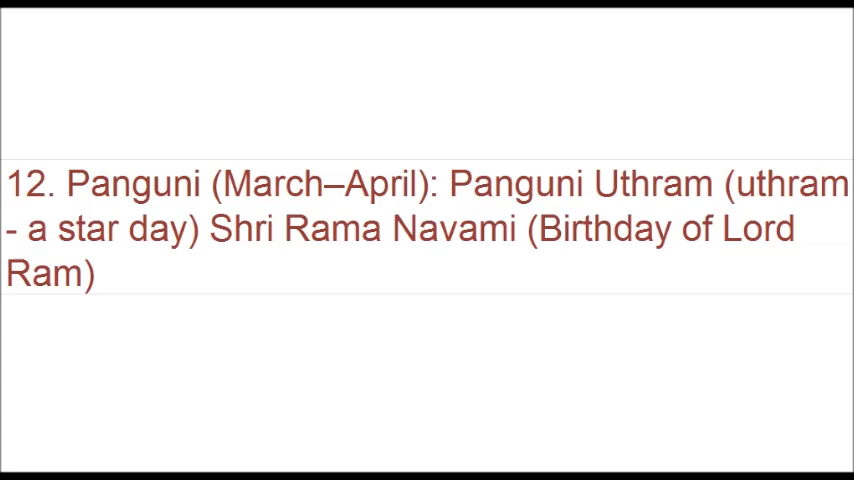 12. Panguni (March–April): Panguni Uthram (uthram
- a star day) Shri Rama Navami (Birthday of Lord
Ram)